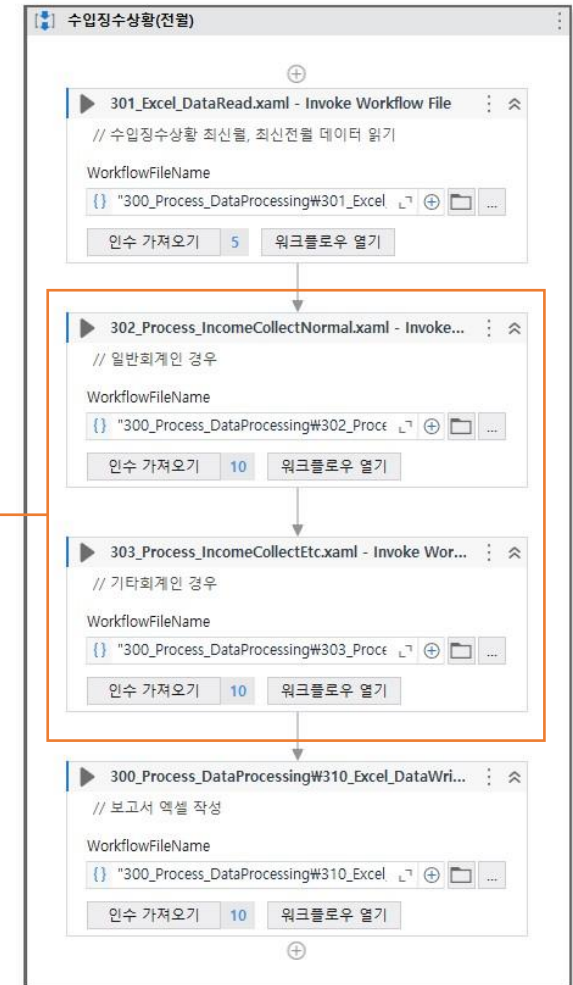 수입징수상황(전월)
301_Excel_DataRead.xaml - Invoke Workflow File
// 수입징수상황 최신월, 최신전월 데이터 읽기
WorkflowFileName
{} "300_Process_DataProcessing₩301_Excel_ ...
인수 가져오기 5 워크플로우 열기
302_Process_IncomeCollectNormal.xaml - Invoke...
// 일반회계인 경우
WorkflowFileName
{} "300_Process_DataProcessing₩302_Proce ...
인수 가져오기 10 워크플로우 열기
303_Process_IncomeCollectEtc.xaml - Invoke Wor...
// 기타회계인 경우
WorkflowFileName
{} "300_Process_DataProcessing₩303_Proce ...
인수 가져오기 10 워크플로우 열기
300_Process_DataProcessing₩310_Excel_DataWri...
// 보고서 엑셀 작성
WorkflowFileName
{} "300_Process_DataProcessing₩310_Excel_ ...
인수 가져오기 10 워크플로우 열기